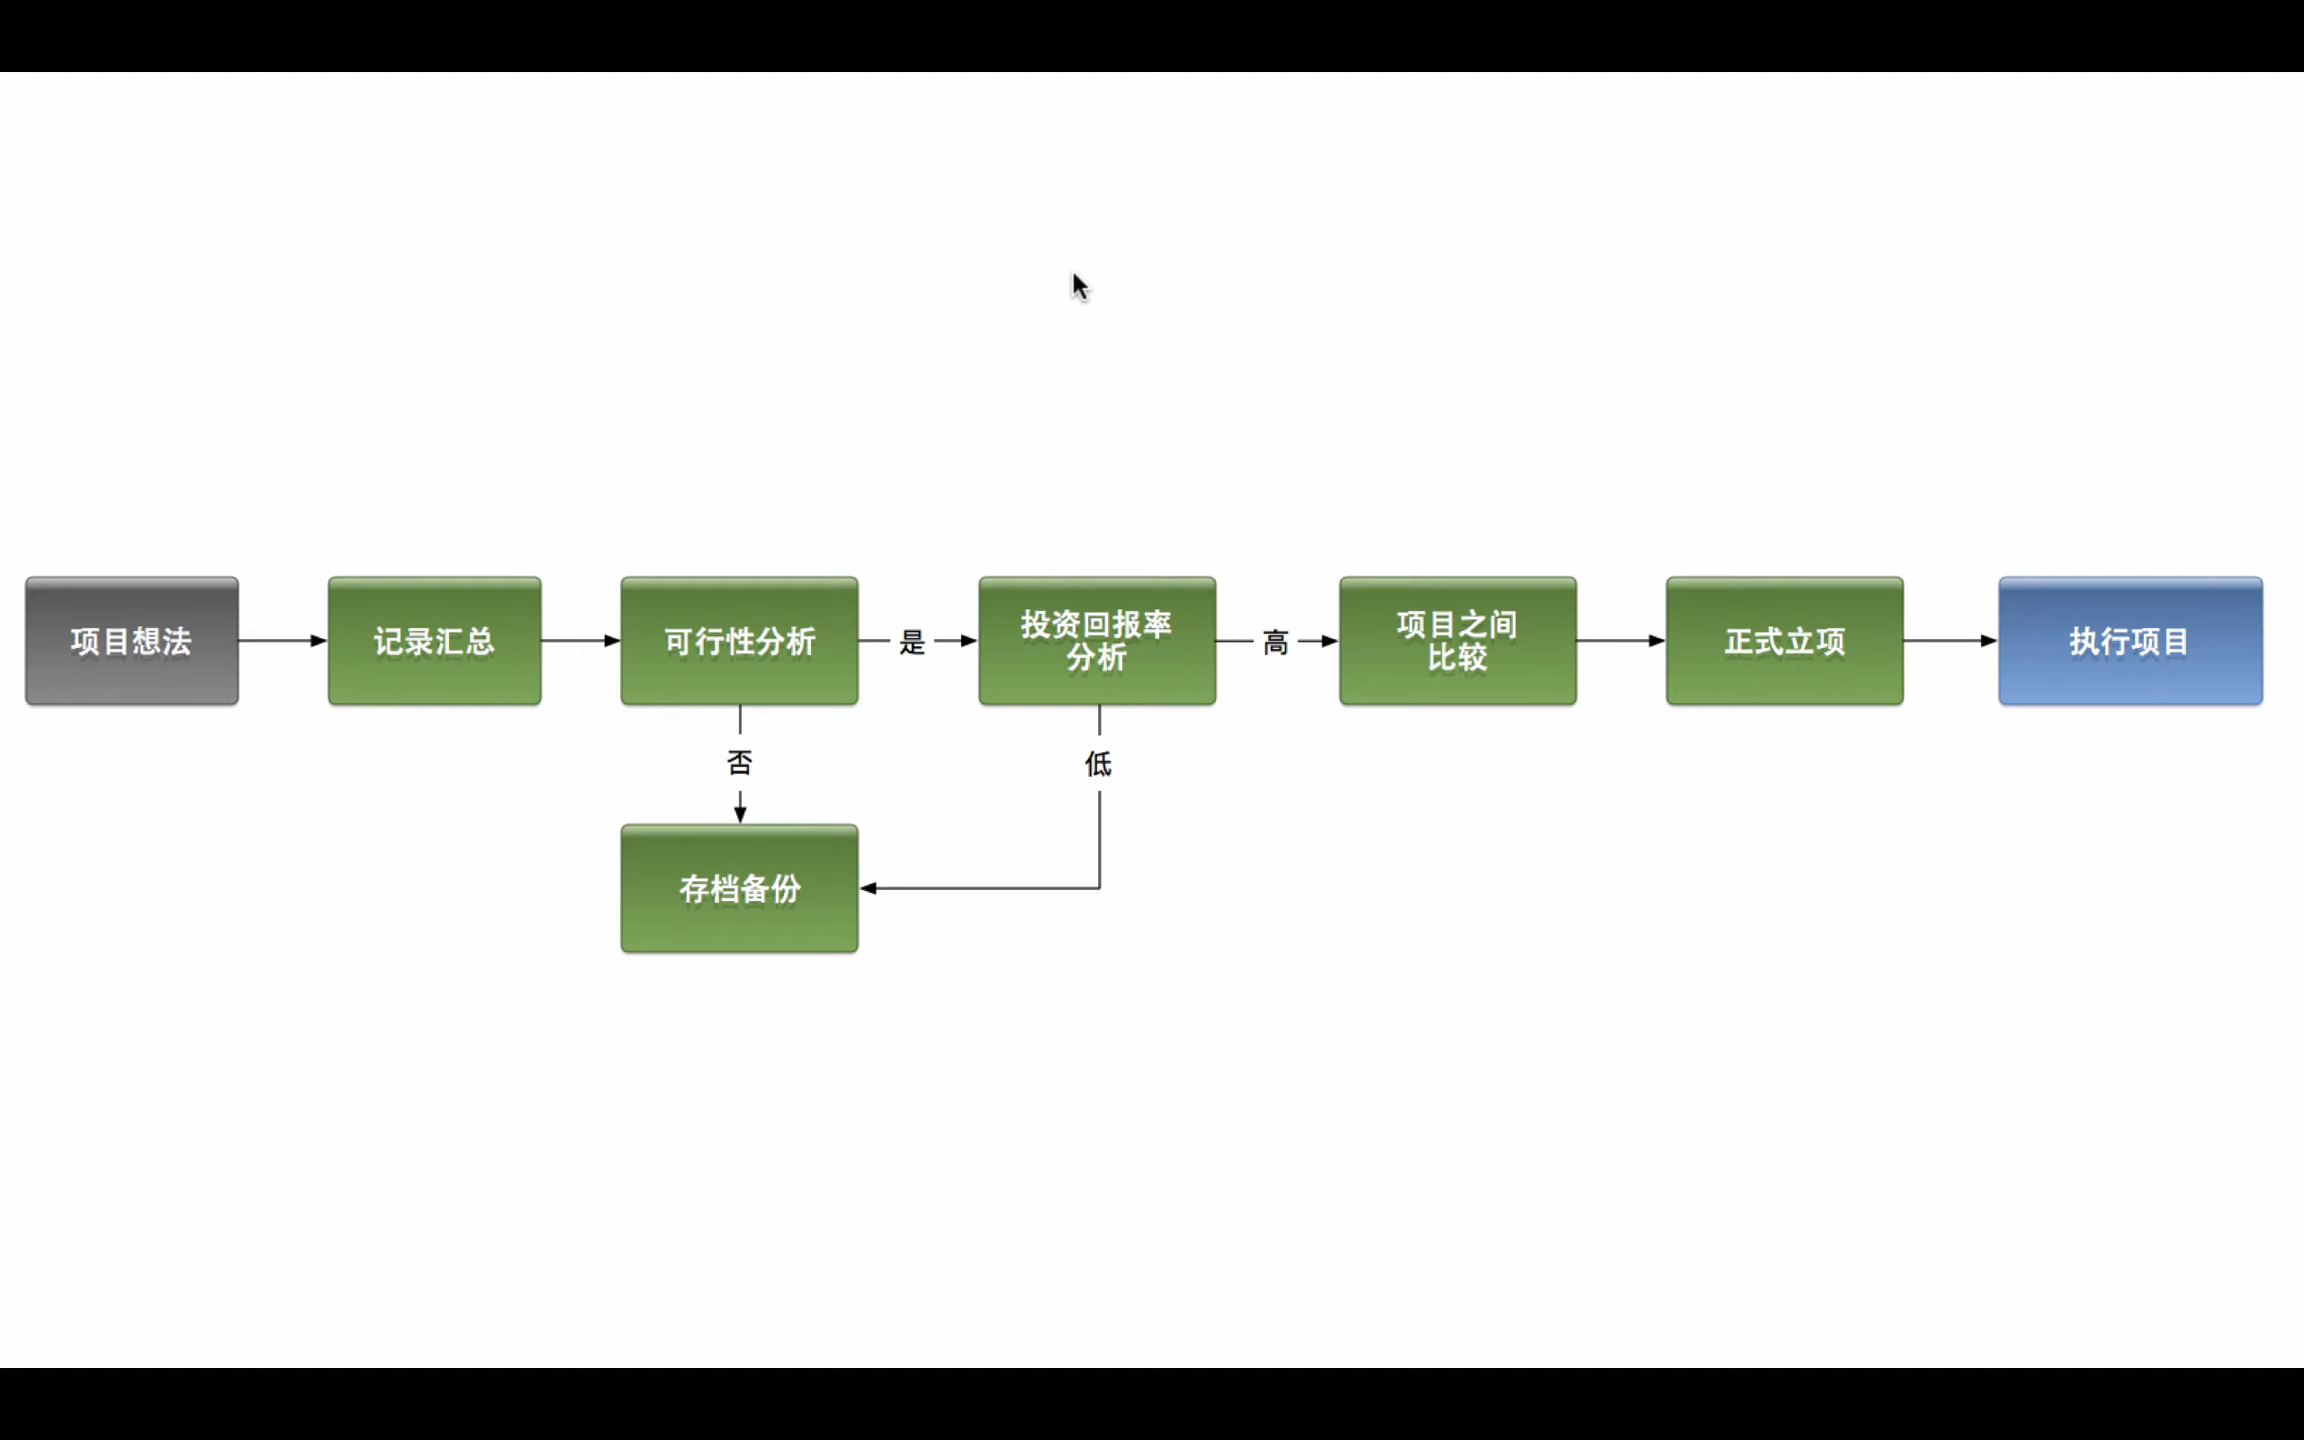 项目想法
记录汇总
可行性分析
是
投资回报率
分析
高
项目之间
比较
正式立项
执行项目
否
低
存档备份